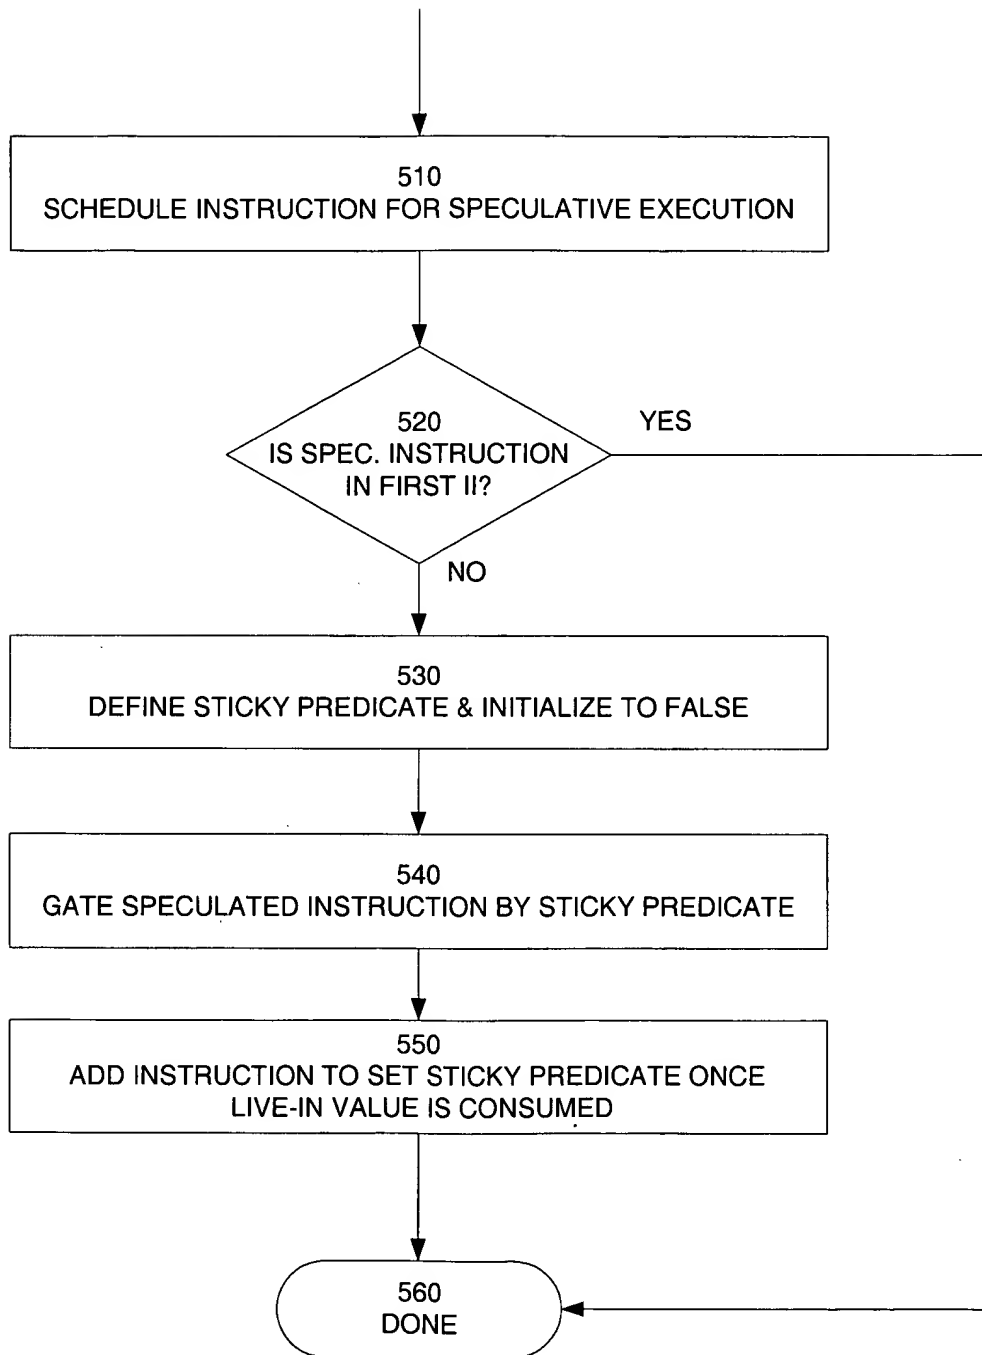 510
SCHEDULE INSTRUCTION FOR SPECULATIVE EXECUTION
520
IS SPEC. INSTRUCTION
IN FIRST II?
YES
NO
530
DEFINE STICKY PREDICATE & INITIALIZE TO FALSE
540
GATE SPECULATED INSTRUCTION BY STICKY PREDICATE
550
ADD INSTRUCTION TO SET STICKY PREDICATE ONCE
LIVE-IN VALUE IS CONSUMED
560
DONE